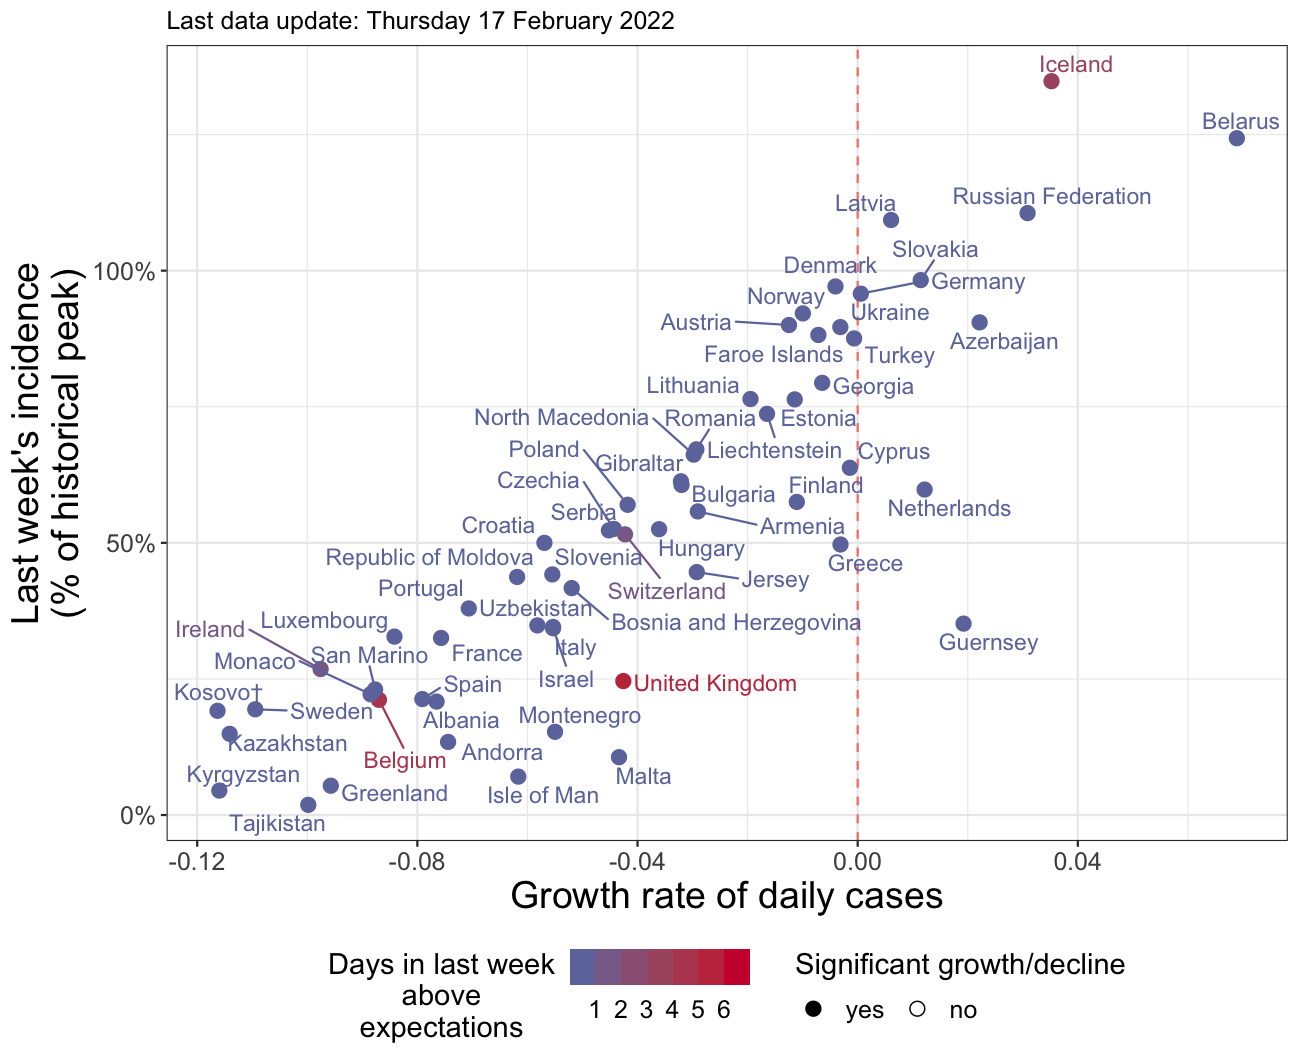 Last data update: Thursday 17 February 2022
Iceland
Belarus
Russian Federation
Latvia
Slovakia
Denmark
Germany
Norway
Ukraine
Austria
Azerbaijan
Faroe Islands
Turkey
Lithuania
Georgia
North Macedonia
Romania
Estonia
Poland
Liechtenstein
Cyprus
Gibraltar
Czechia
Finland
Bulgaria
Netherlands
Serbia
Croatia
Armenia
Republic of Moldova
Slovenia
Hungary
Greece
Portugal
Switzerland
Jersey
Luxembourg
Uzbekistan
Bosnia and Herzegovina
Ireland
Guernsey
Monaco
San Marino
France
Italy
Israel
United Kingdom
Kosovo†
Spain
Sweden
Albania
Montenegro
Kazakhstan
Belgium
Andorra
Kyrgyzstan
Malta
Greenland
Isle of Man
Tajikistan
100%
50%
0%
Last week's incidence
(% of historical peak)
-0.12 -0.08 -0.04 0.00 0.04
Growth rate of daily cases
Days in last week
above
expectations
1 2 3 4 5 6
Significant growth/decline
yes no